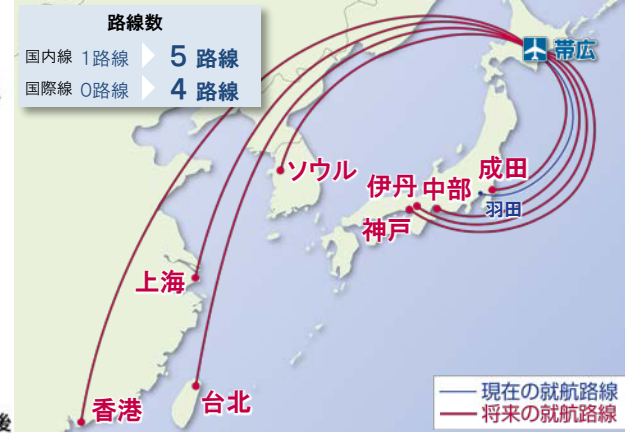 路線数
国内線 1路線 5 路線
国際線 0路線 4 路線
帯広
ソウル
成田
伊丹 中部
羽田
神戸
上海
香港
台北
現在の就航路線
将来の就航路線
後